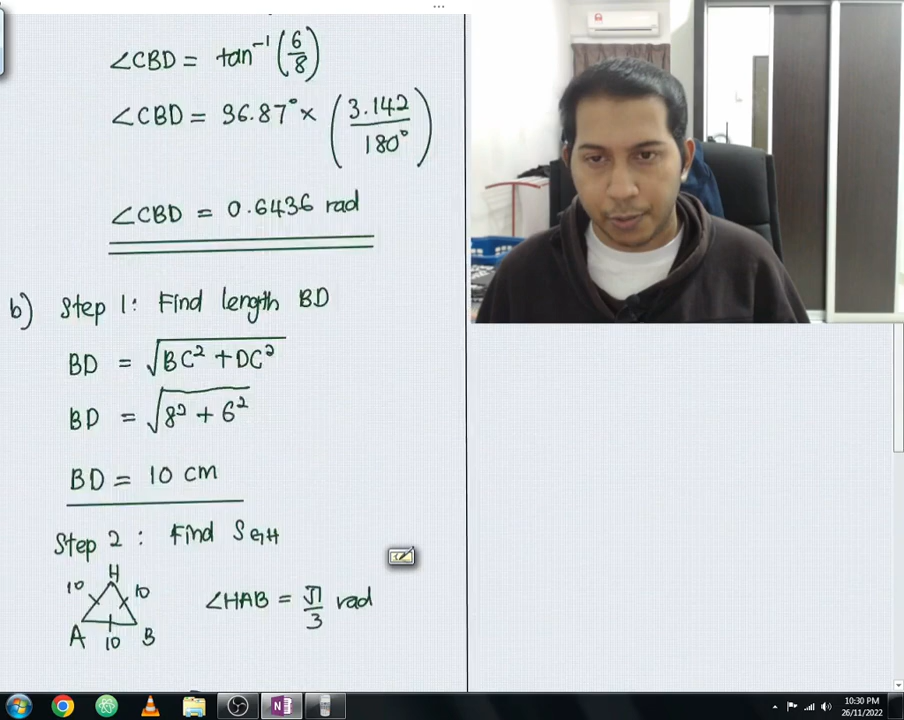 ∠CBD = tan⁻¹(6/8)
∠CBD = 36.87° × (3.142/180°)
∠CBD = 0.6436 rad
b) Step 1: Find length BD
BD = √(BC² + DC²)
BD = √(8² + 6²)
BD = 10 cm
Step 2: Find S_GH
H
10 10
A 10 B
∠HAB = π/3 rad
10:30 PM
26/11/2022